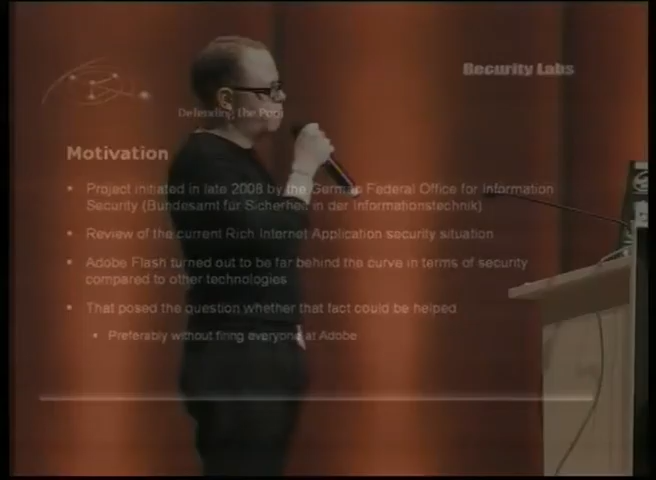 Recurity Labs
Defending the Poor
Motivation
Project initiated in late 2008 by the German Federal Office for Information
Security (Bundesamt für Sicherheit in der Informationstechnik)
Review of the current Rich Internet Application security situation
Adobe Flash turned out to be far behind the curve in terms of security
compared to other technologies
That posed the question whether that fact could be helped
Preferably without firing everyone at Adobe